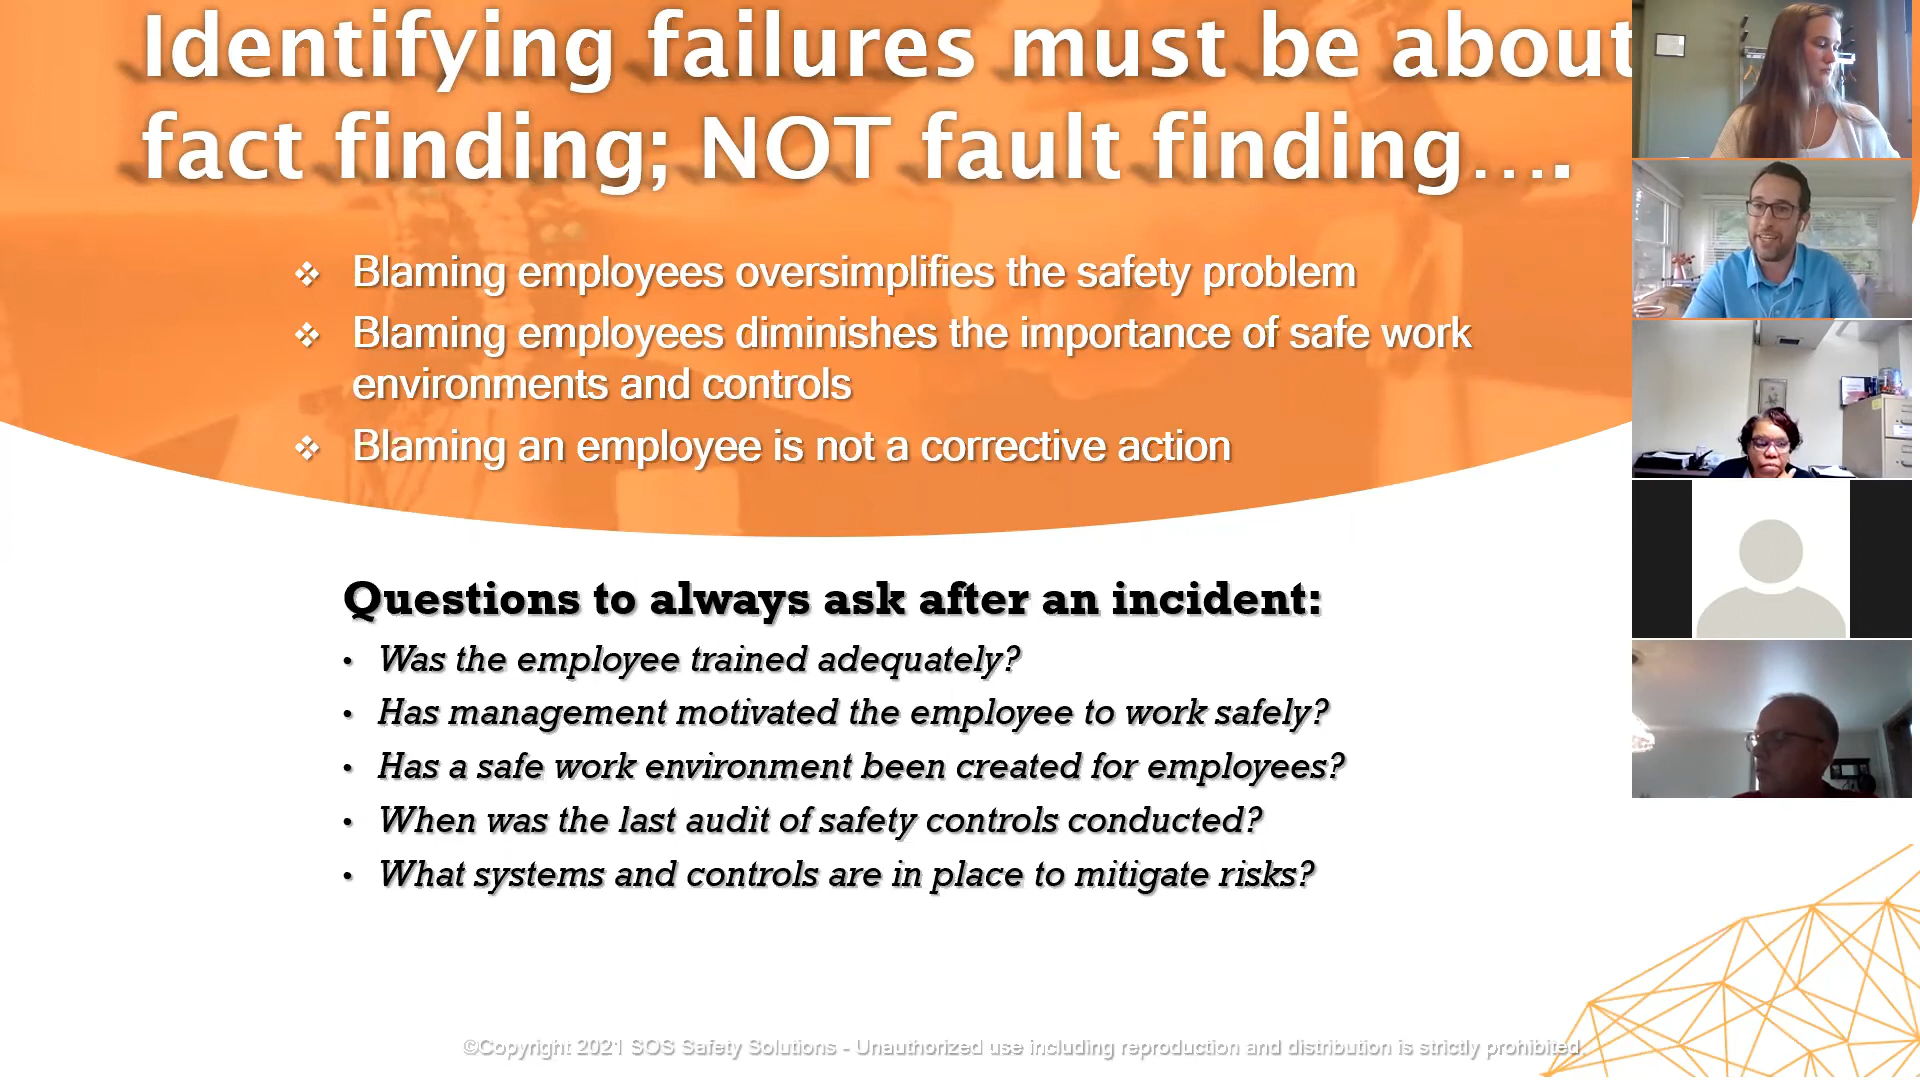 Identifying failures must be about
fact finding; NOT fault finding….
❖ Blaming employees oversimplifies the safety problem
❖ Blaming employees diminishes the importance of safe work
environments and controls
❖ Blaming an employee is not a corrective action
Questions to always ask after an incident:
• Was the employee trained adequately?
• Has management motivated the employee to work safely?
• Has a safe work environment been created for employees?
• When was the last audit of safety controls conducted?
• What systems and controls are in place to mitigate risks?
©Copyright 2021 SOS Safety Solutions - Unauthorized use including reproduction and distribution is strictly prohibited.